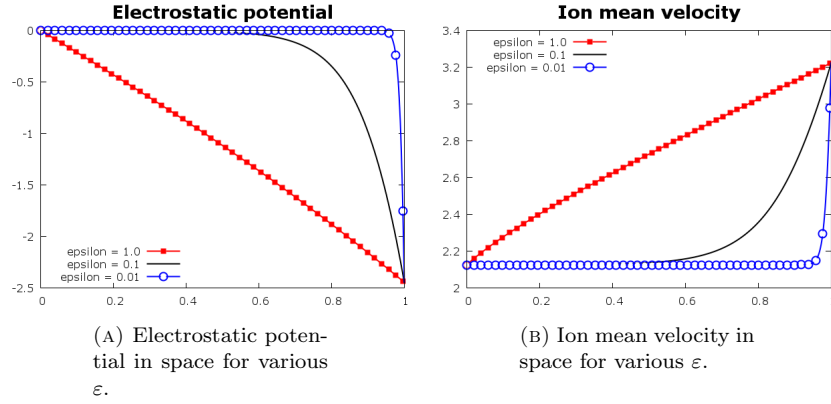 Electrostatic potential
0
-0.5
-1
-1.5
-2
-2.5
epsilon = 1.0
epsilon = 0.1
epsilon = 0.01
0 0.2 0.4 0.6 0.8 1
(A) Electrostatic poten-
tial in space for various
ε.
Ion mean velocity
3.4
3.2
3
2.8
2.6
2.4
2.2
2
epsilon = 1.0
epsilon = 0.1
epsilon = 0.01
0 0.2 0.4 0.6 0.8
(B) Ion mean velocity in
space for various ε.